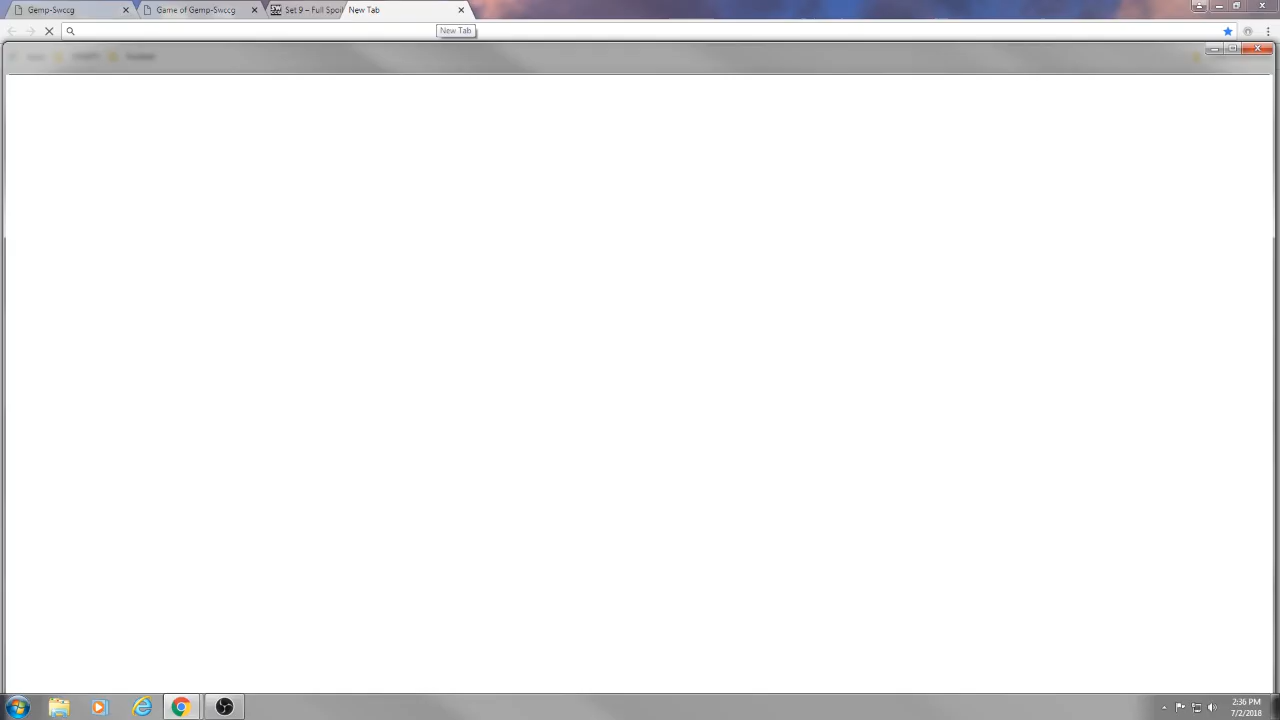 Gemp-Swccg
Game of Gemp-Swccg
Set 9 – Full Spoil
New Tab
New Tab
2:36 PM
7/2/2018